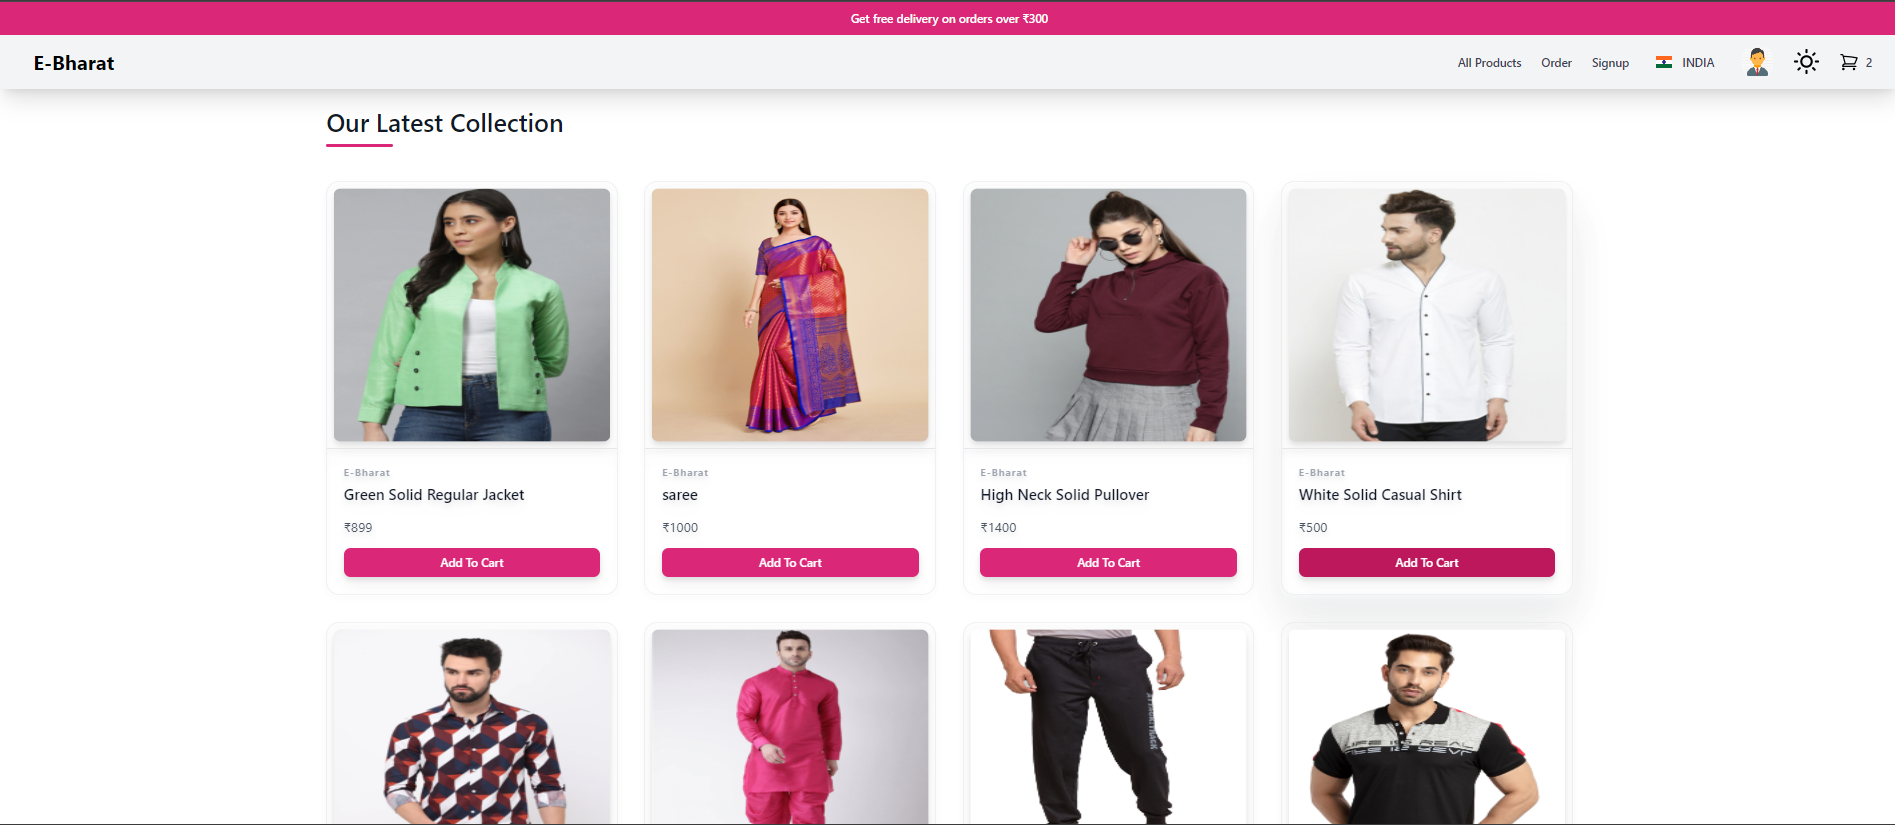 Get free delivery on orders over ₹300
E-Bharat
All Products Order Signup INDIA 2
Our Latest Collection
E-Bharat
Green Solid Regular Jacket
₹899
Add To Cart
E-Bharat
saree
₹1000
Add To Cart
E-Bharat
High Neck Solid Pullover
₹1400
Add To Cart
E-Bharat
White Solid Casual Shirt
₹500
Add To Cart